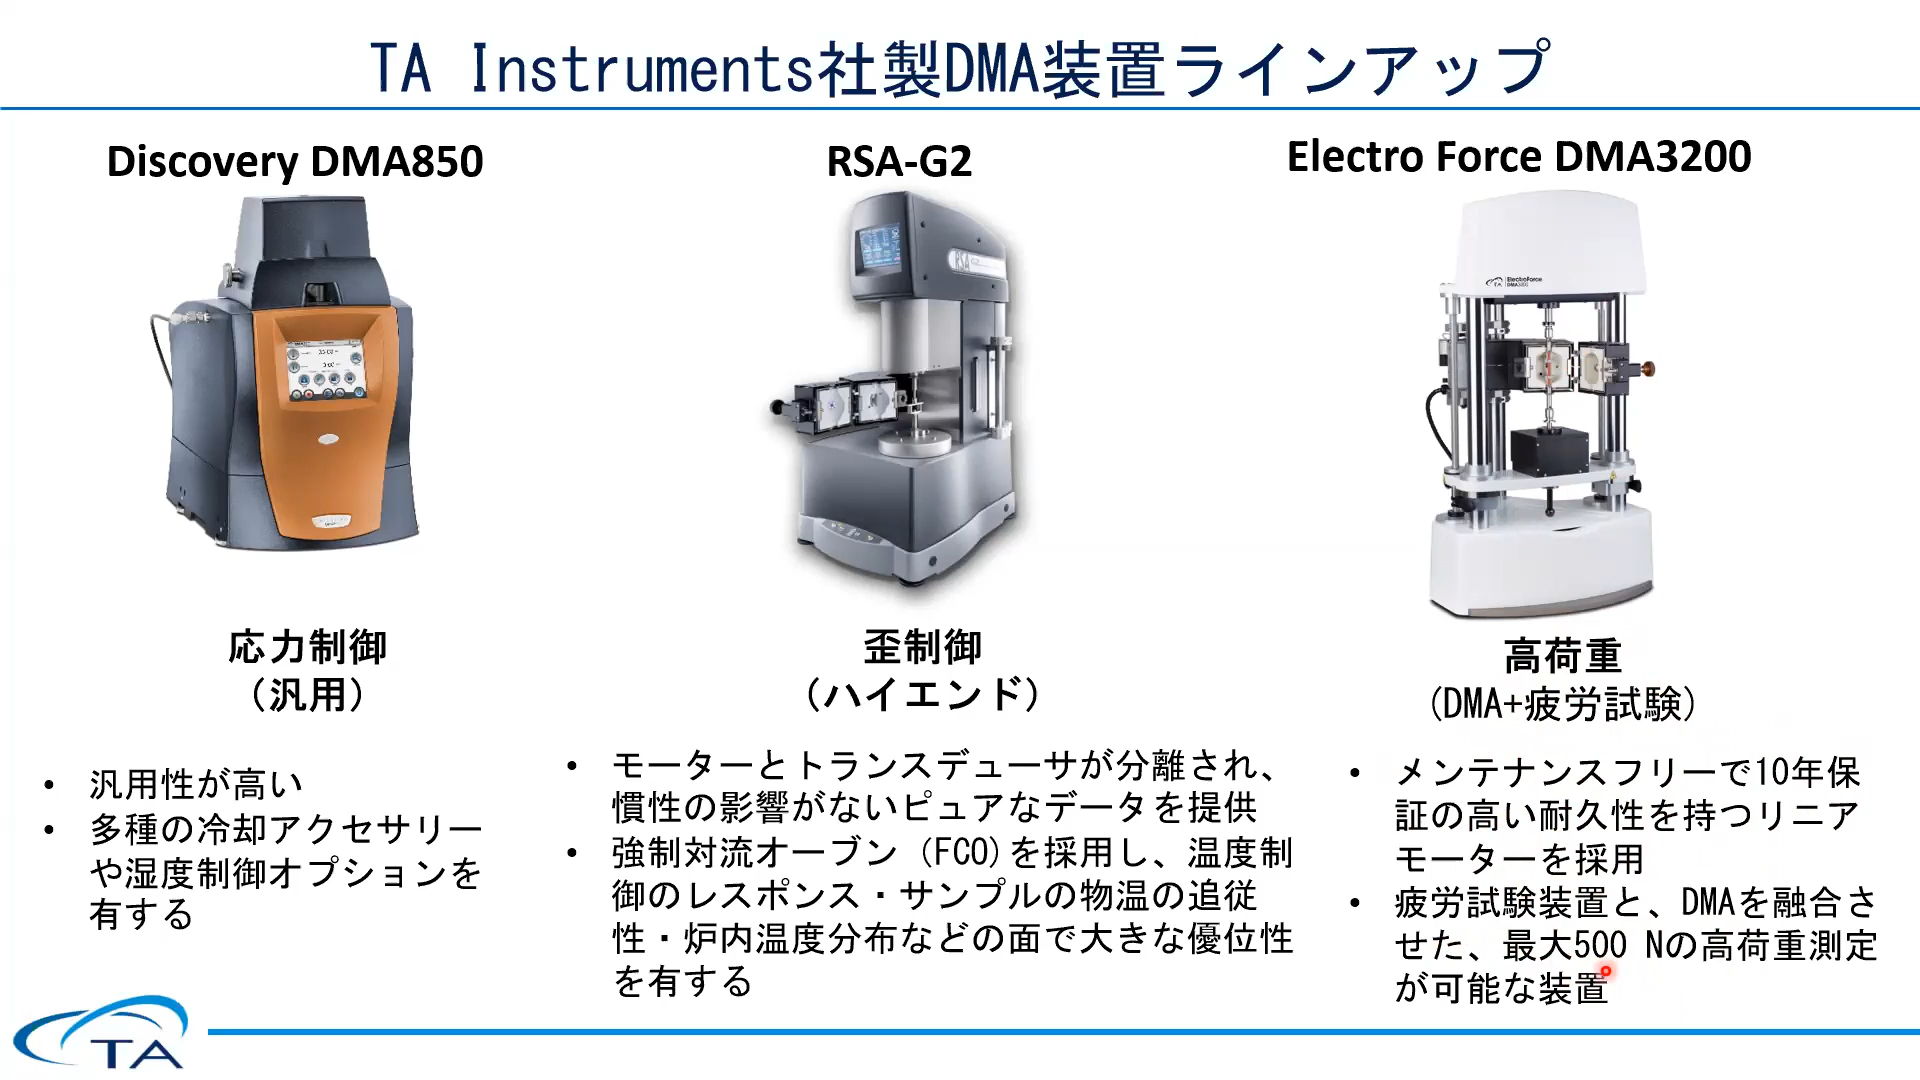 TA Instruments社製DMA装置ラインアップ
Discovery DMA850
RSA-G2
Electro Force DMA3200
RSA
G2
TA
ElectroForce
DMA3200
応力制御
（汎用）
歪制御
（ハイエンド）
高荷重
(DMA+疲労試験)
• 汎用性が高い
• 多種の冷却アクセサリー
や湿度制御オプションを
有する
• モーターとトランスデューサが分離され、
慣性の影響がないピュアなデータを提供
• 強制対流オーブン (FCO)を採用し、温度制
御のレスポンス・サンプルの物温の追従
性・炉内温度分布などの面で大きな優位性
を有する
• メンテナンスフリーで10年保
証の高い耐久性を持つリニア
モーターを採用
• 疲労試験装置と、DMAを融合さ
せた、最大500 Nの高荷重測定
が可能な装置
TA